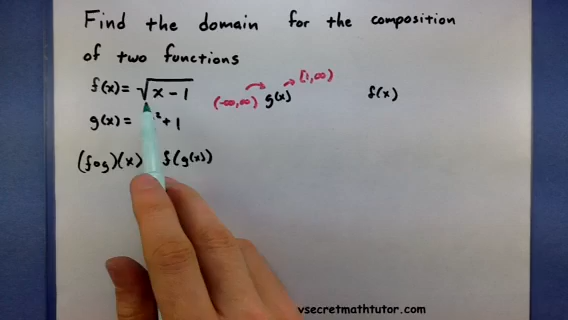 Find the domain for the composition
of two functions
f(x) = √x - 1 (-∞,∞) g(x) [1,∞) f(x)
g(x) = ² + 1
(f∘g)(x) f(g(x))
vsecretmathtutor.com